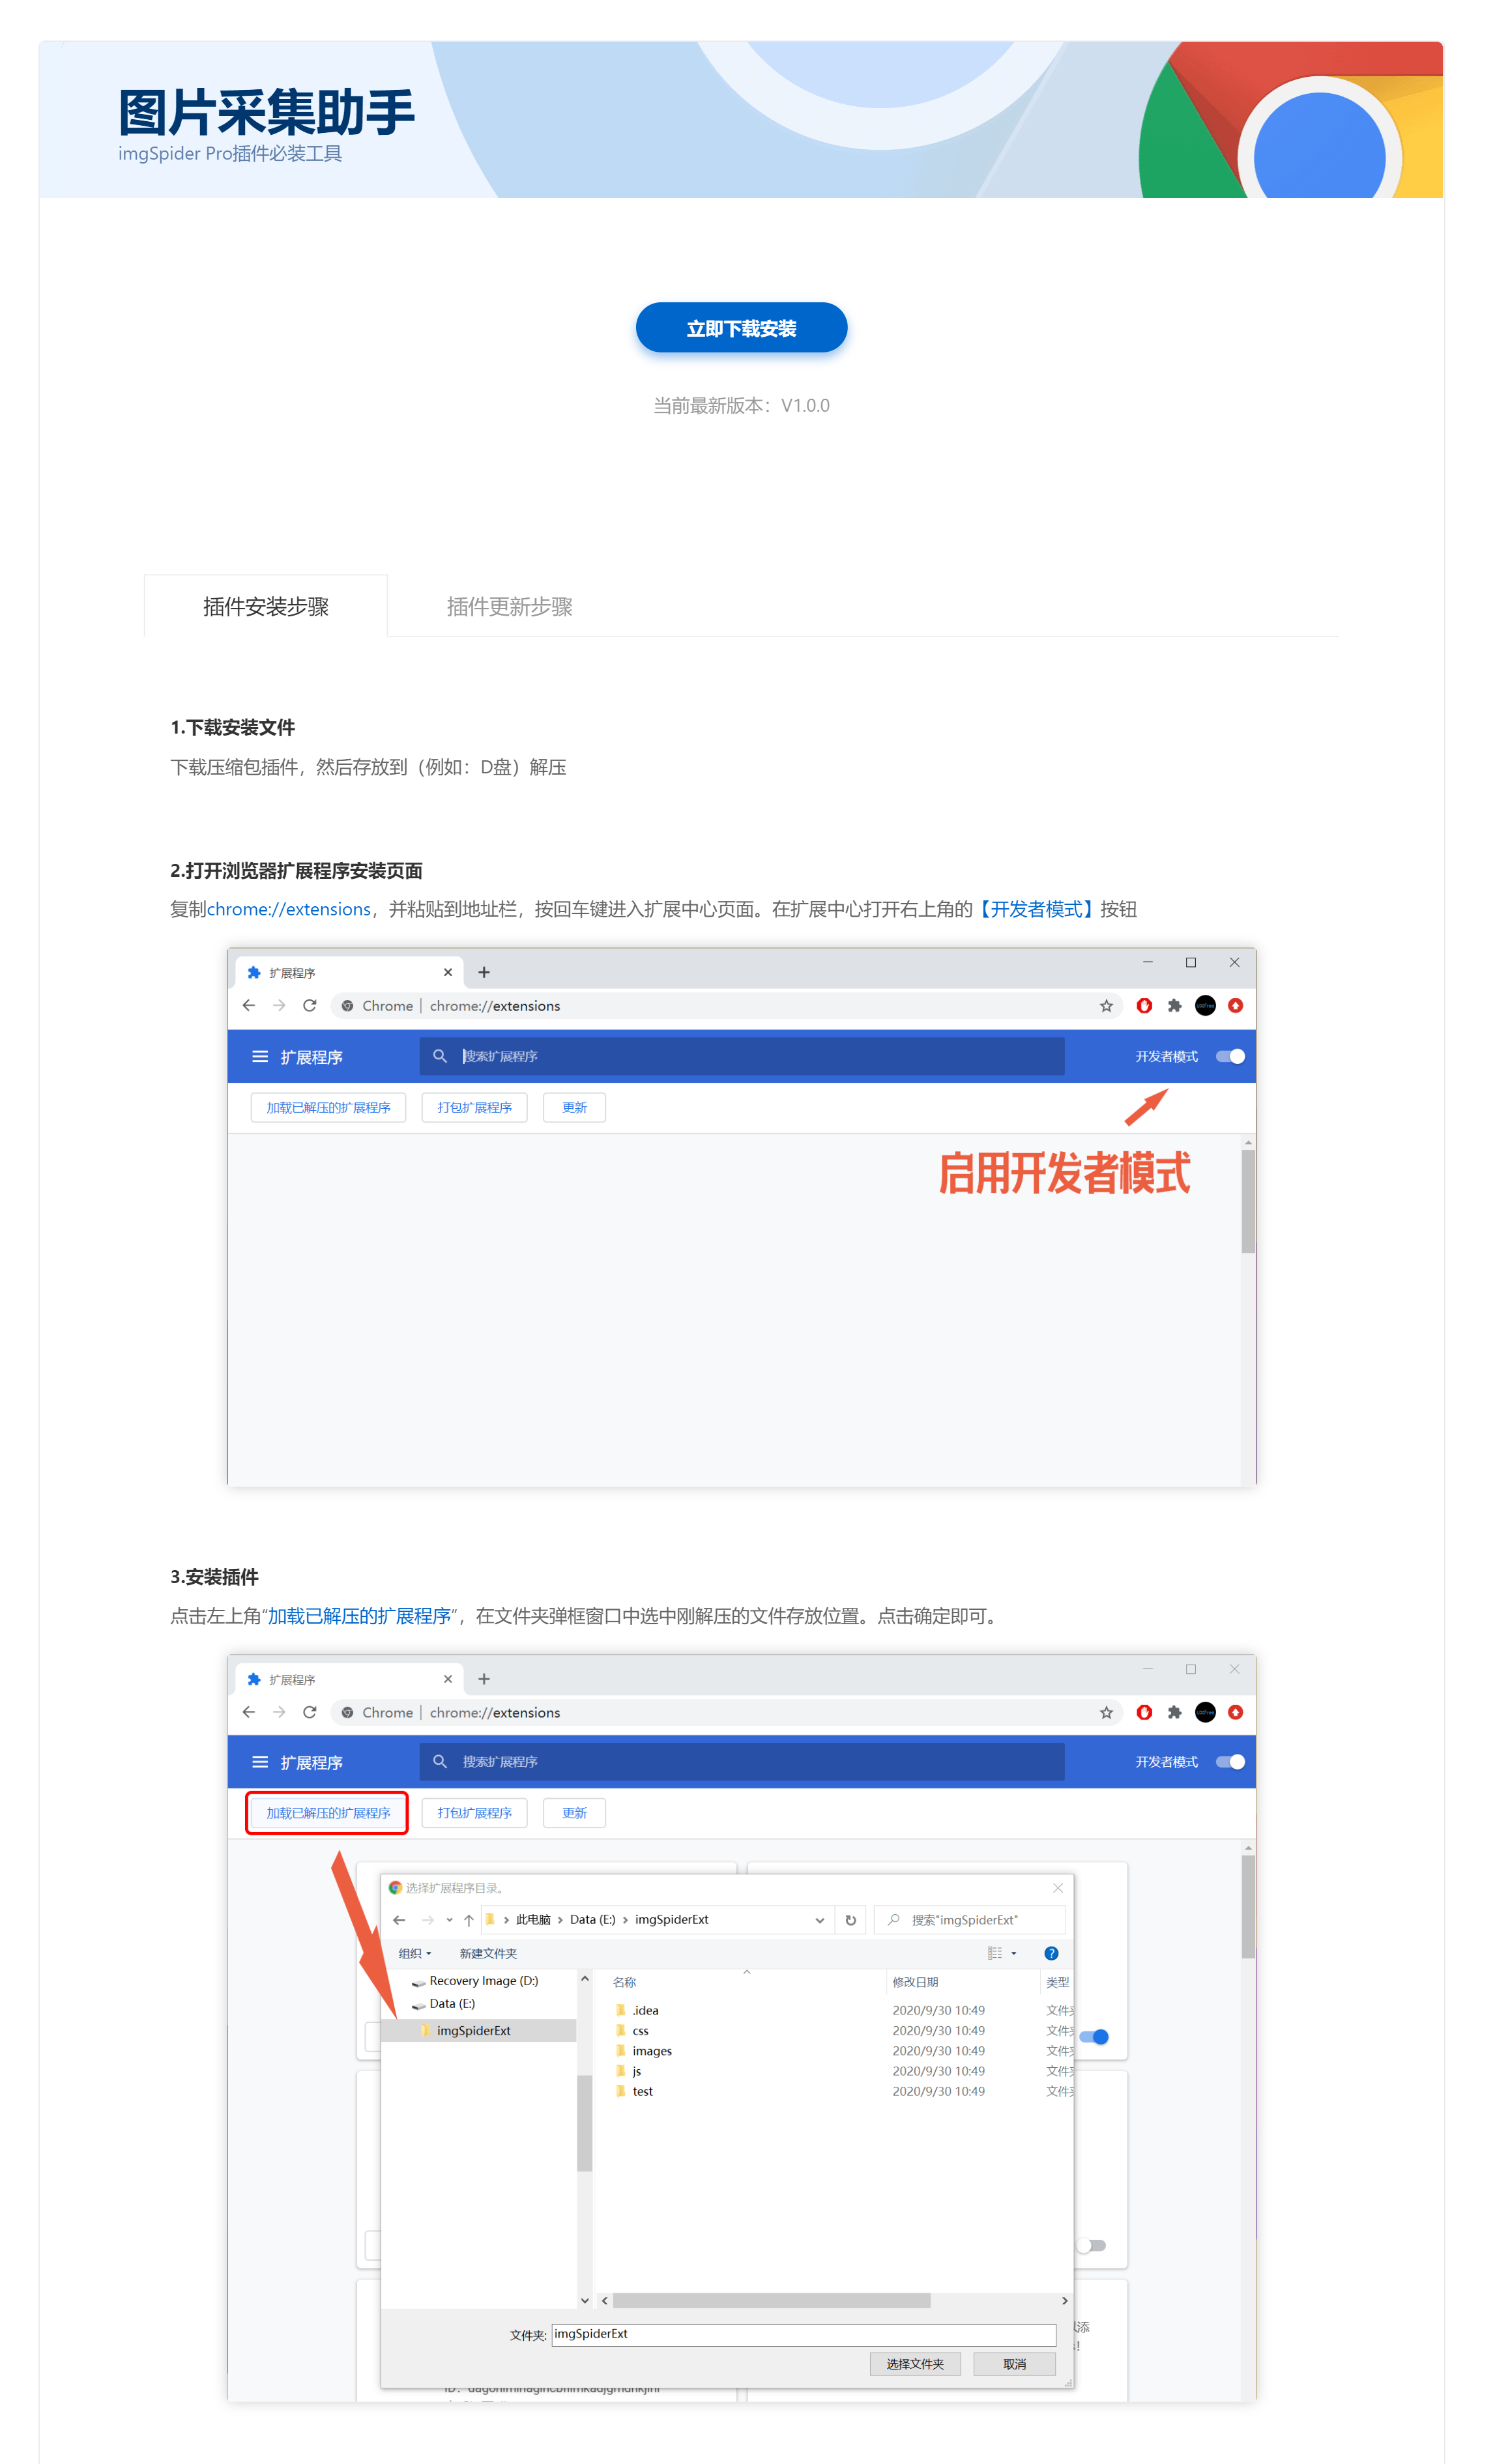 图片采集助手
imgSpider Pro插件必装工具
立即下载安装
当前最新版本：V1.0.0
插件安装步骤
插件更新步骤
1.下载安装文件
下载压缩包插件，然后存放到（例如：D盘）解压
2.打开浏览器扩展程序安装页面
复制chrome://extensions，并粘贴到地址栏，按回车键进入扩展中心页面。在扩展中心打开右上角的【开发者模式】按钮
扩展程序
Chrome | chrome://extensions
扩展程序
搜索扩展程序
开发者模式
加载已解压的扩展程序
打包扩展程序
更新
启用开发者模式
3.安装插件
点击左上角“加载已解压的扩展程序”，在文件夹弹框窗口中选中刚解压的文件存放位置。点击确定即可。
扩展程序
Chrome | chrome://extensions
扩展程序
搜索扩展程序
开发者模式
加载已解压的扩展程序
打包扩展程序
更新
选择扩展程序目录。
此电脑 › Data (E:) › imgSpiderExt
搜索"imgSpiderExt"
组织
新建文件夹
Recovery Image (D:)
Data (E:)
imgSpiderExt
名称 修改日期 类型
.idea 2020/9/30 10:49 文件夹
css 2020/9/30 10:49 文件夹
images 2020/9/30 10:49 文件夹
js 2020/9/30 10:49 文件夹
test 2020/9/30 10:49 文件夹
添
!
文件夹: imgSpiderExt
选择文件夹
取消